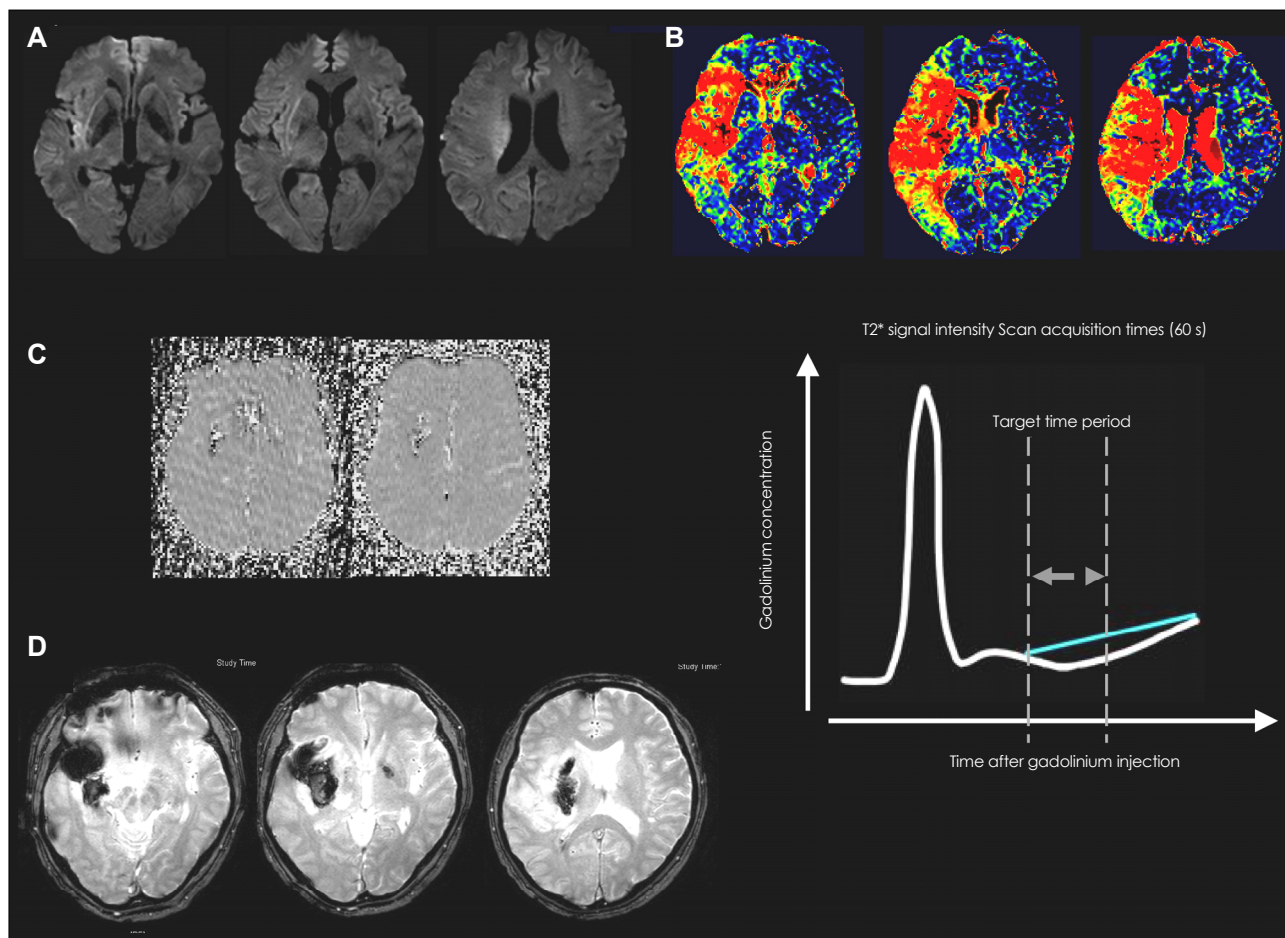 A
B
C
T2* signal intensity Scan acquisition times (60 s)
Target time period
Gadolinium concentration
Time after gadolinium injection
D
Study Time
Study Time: